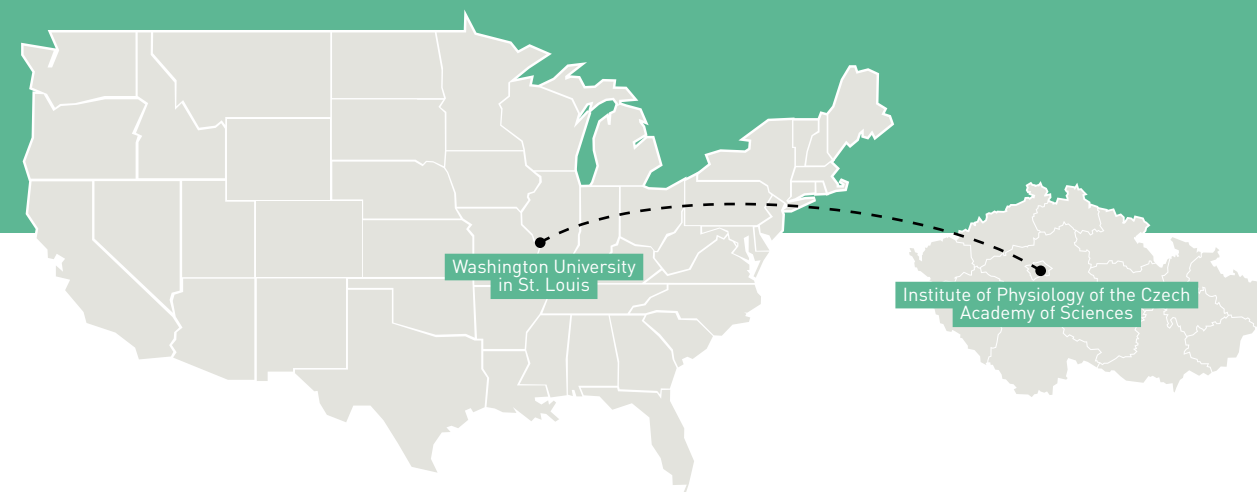 Washington University
in St. Louis
Institute of Physiology of the Czech
Academy of Sciences